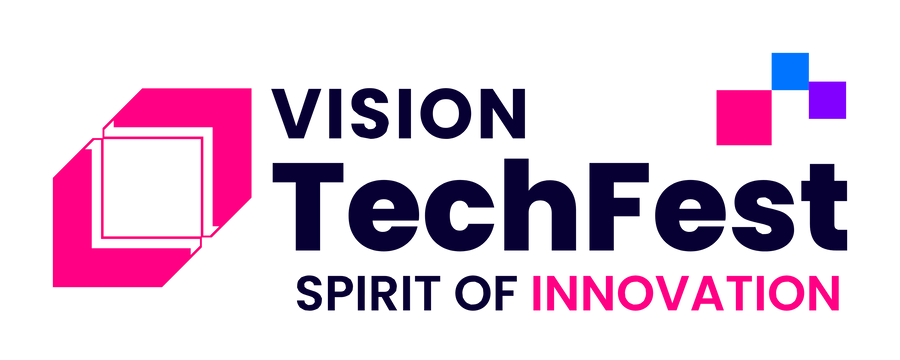 VISION
TechFest
SPIRIT OF INNOVATION